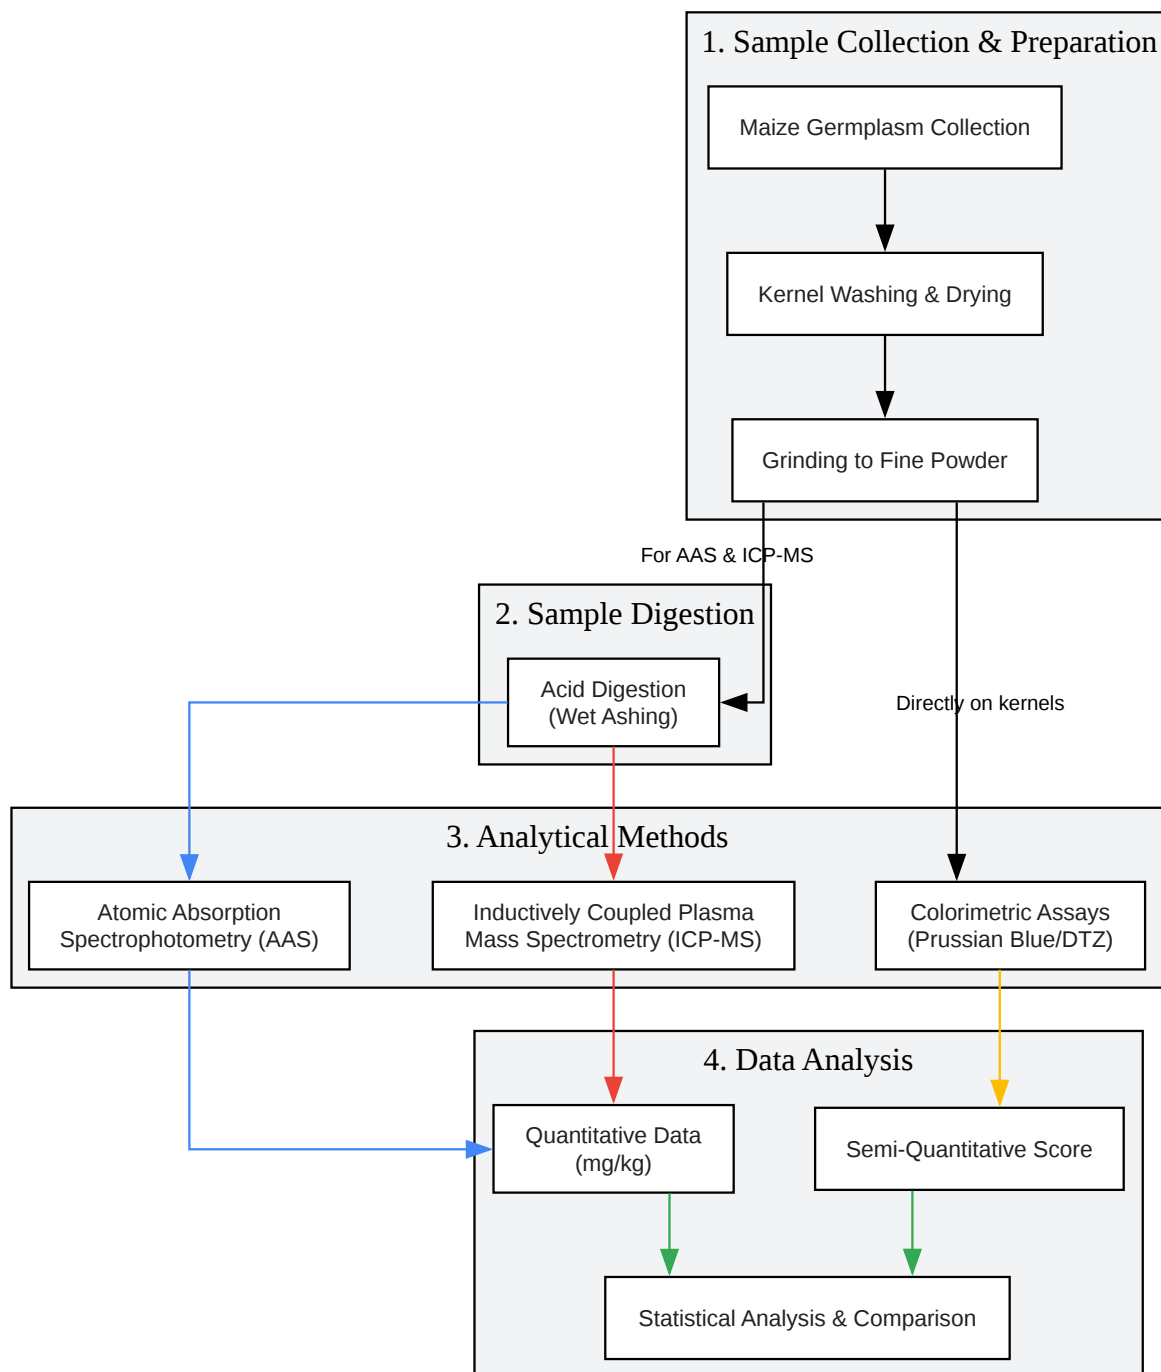 1. Sample Collection & Preparation
Maize Germplasm Collection
Kernel Washing & Drying
Grinding to Fine Powder
For AAS & ICP-MS
2. Sample Digestion
Acid Digestion
(Wet Ashing)
Directly on kernels
3. Analytical Methods
Atomic Absorption
Spectrophotometry (AAS)
Inductively Coupled Plasma
Mass Spectrometry (ICP-MS)
Colorimetric Assays
(Prussian Blue/DTZ)
4. Data Analysis
Quantitative Data
(mg/kg)
Semi-Quantitative Score
Statistical Analysis & Comparison